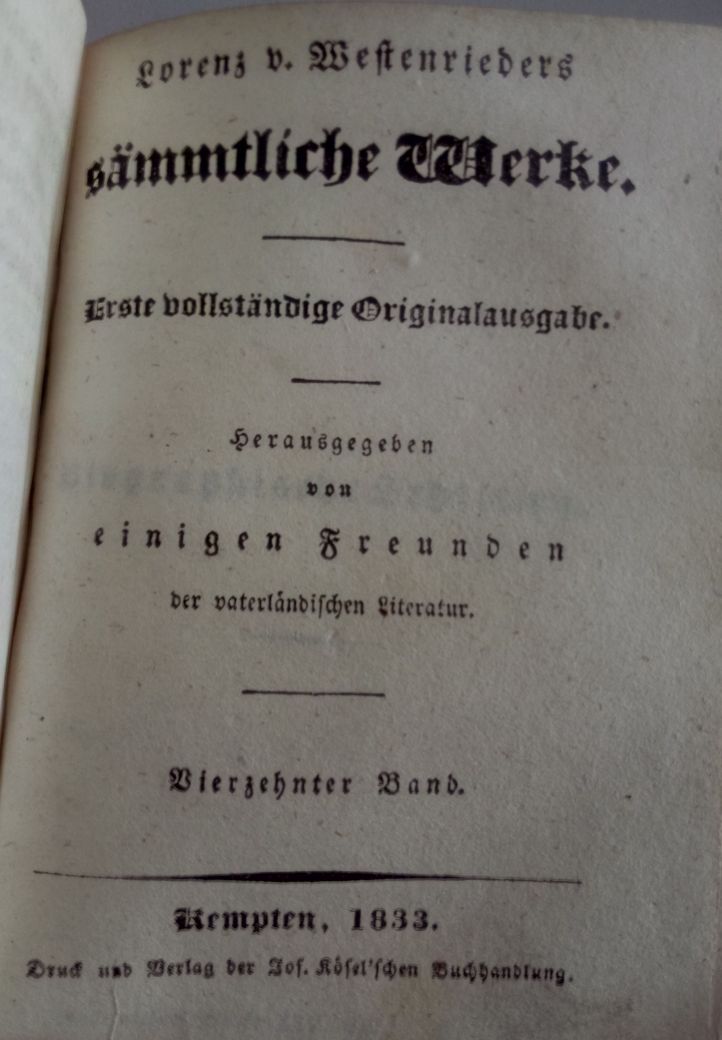 Lorenz v. Westenrieders
sämmtliche Werke.
Erste vollständige Originalausgabe.
Herausgegeben
von
einigen Freunden
der vaterländischen Literatur.
Vierzehnter Band.
Kempten, 1833.
Druck und Verlag der Jos. Kösel'schen Buchhandlung.